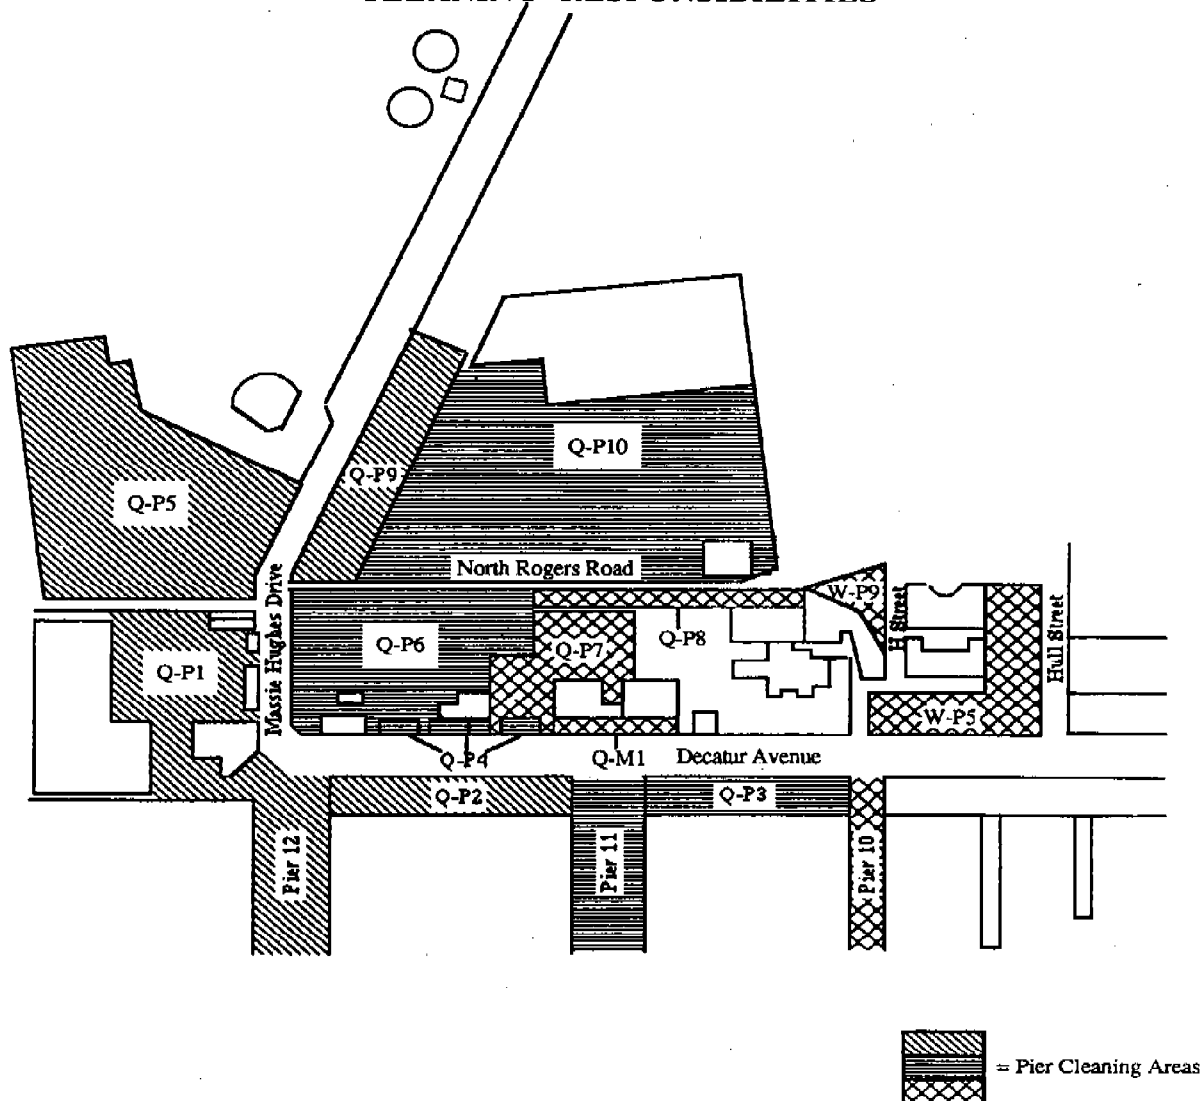 Q-P10
Q-P9
Q-P5
North Rogers Road
W-P9
H Street
Hull Street
Massie Hughes Drive
Q-P6
Q-P8
Q-P7
Q-P1
W-P5
Q-P4
Q-M1
Decatur Avenue
Q-P2
Q-P3
Pier 12
Pier 11
Pier 10
= Pier Cleaning Areas